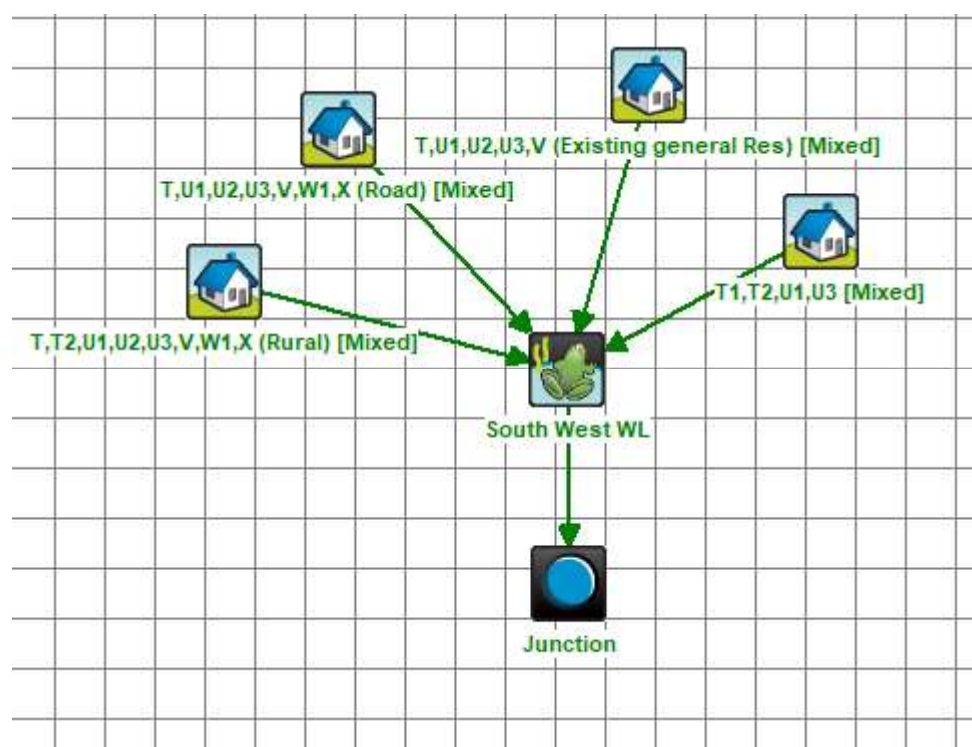 T,U1,U2,U3,V (Existing general Res) [Mixed]
T,U1,U2,U3,V,W1,X (Road) [Mixed]
T1,T2,U1,U3 [Mixed]
T,T2,U1,U2,U3,V,W1,X (Rural) [Mixed]
South West WL
Junction